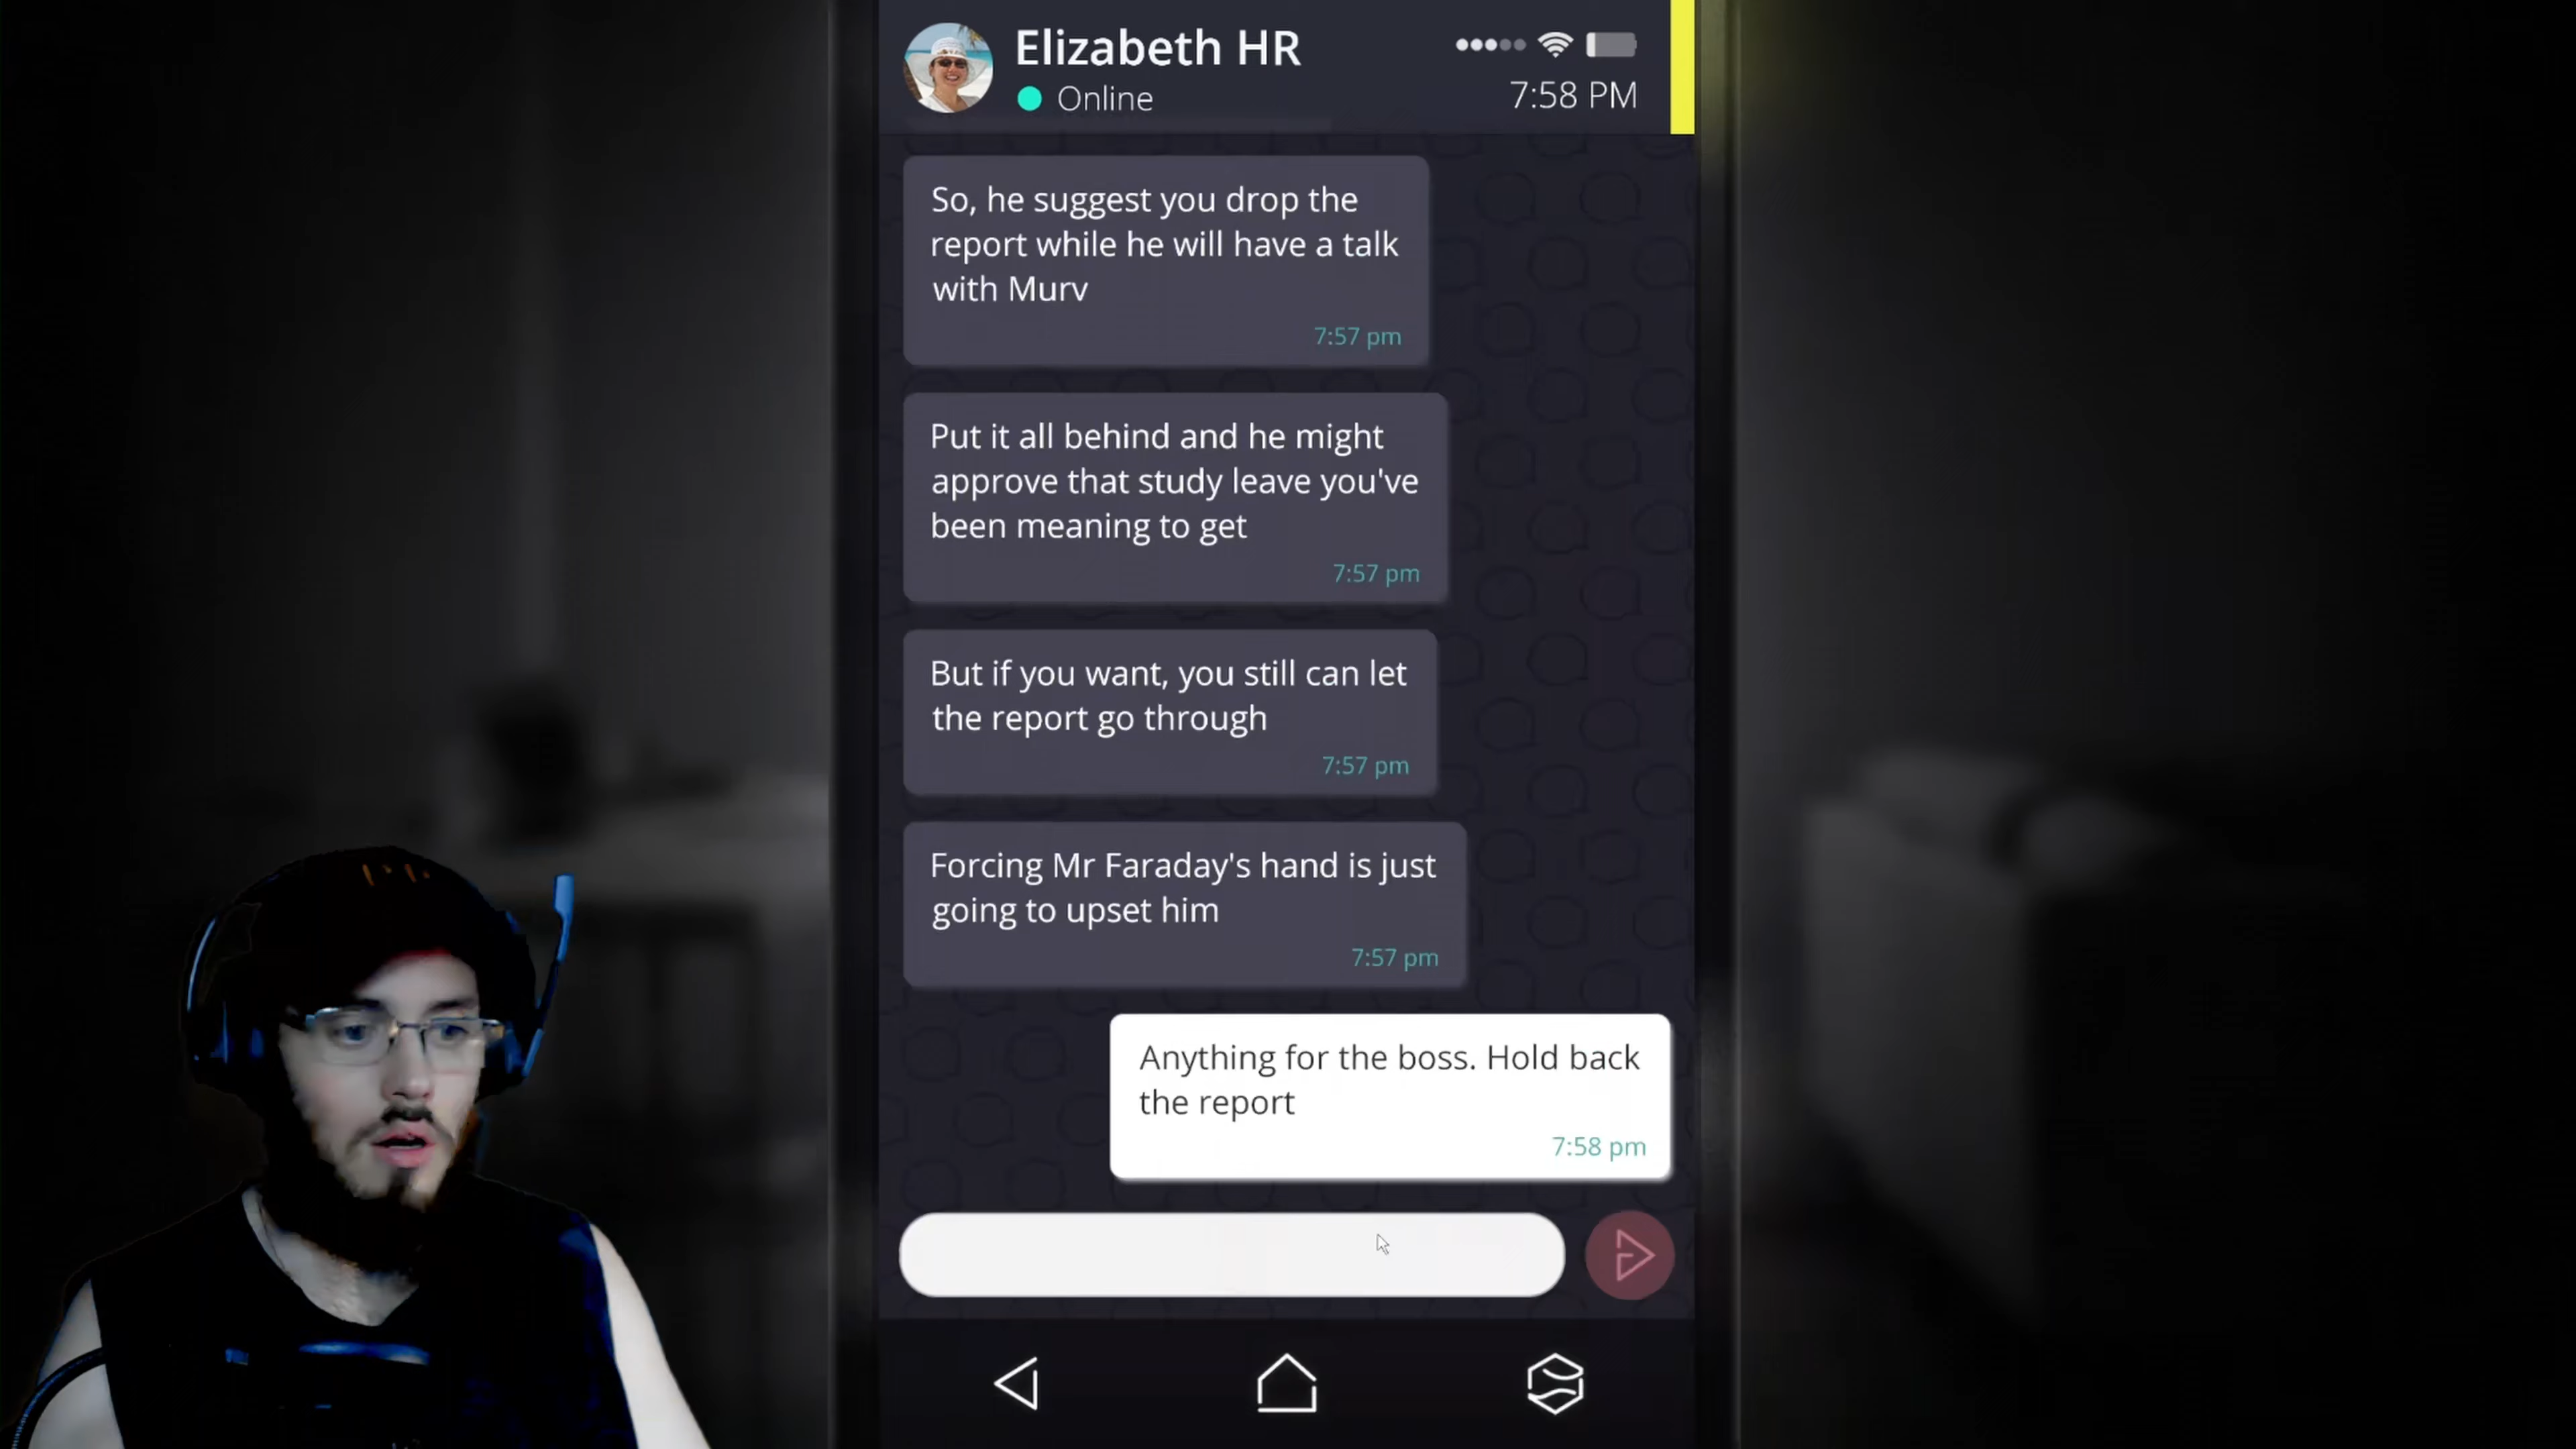 Elizabeth HR
Online
7:58 PM
So, he suggest you drop the
report while he will have a talk
with Murv
7:57 pm
Put it all behind and he might
approve that study leave you've
been meaning to get
7:57 pm
But if you want, you still can let
the report go through
7:57 pm
Forcing Mr Faraday's hand is just
going to upset him
7:57 pm
Anything for the boss. Hold back
the report
7:58 pm